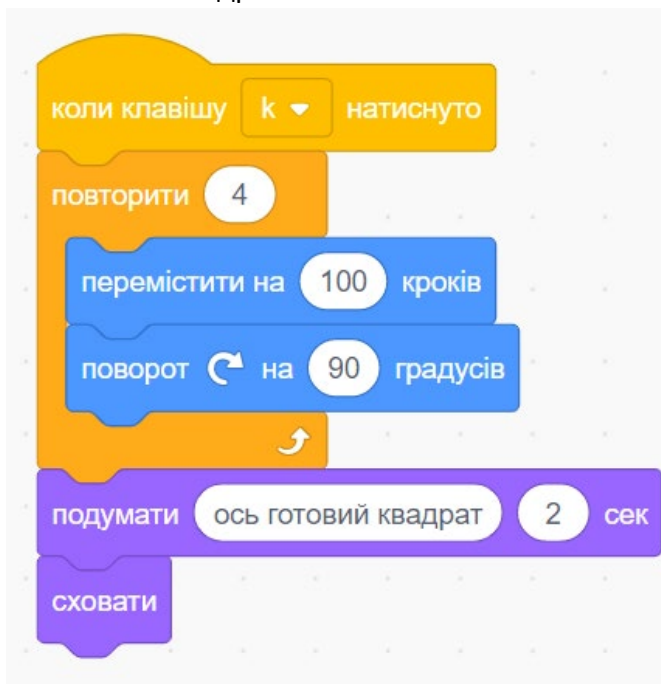 коли клавішу k натиснуто
повторити 4
перемістити на 100 кроків
поворот на 90 градусів
подумати ось готовий квадрат 2 сек
сховати